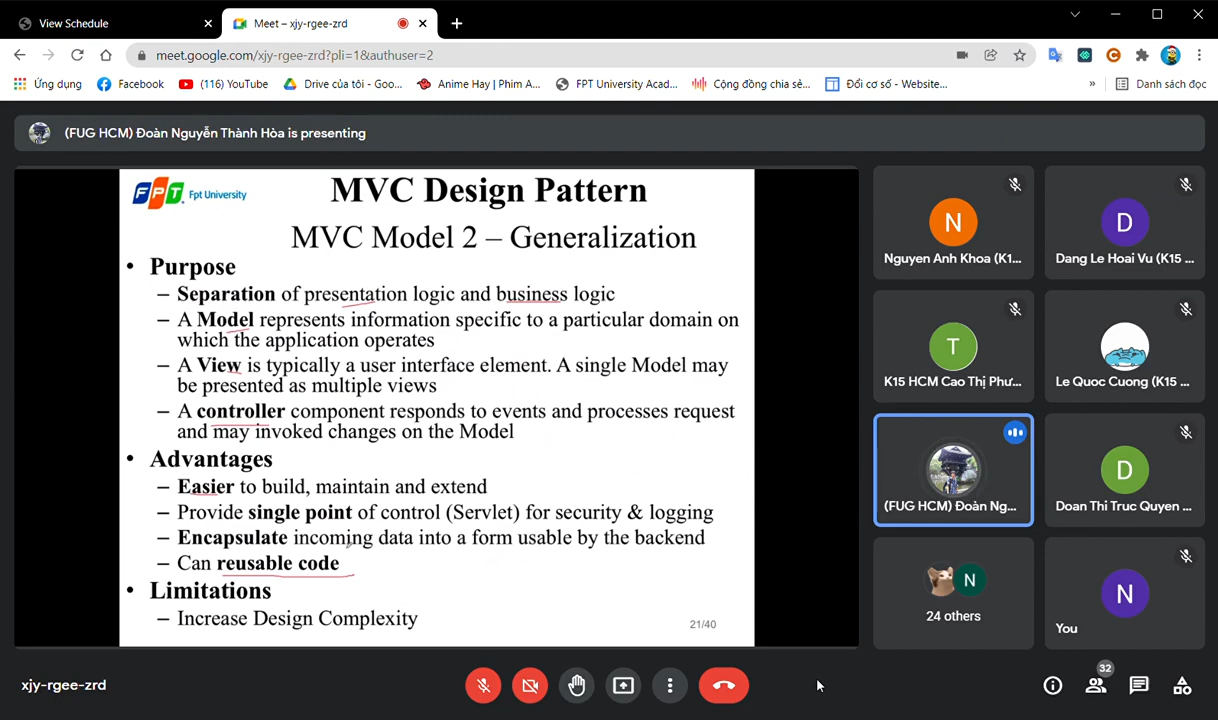 View Schedule
Meet – xjy-rgee-zrd
meet.google.com/xjy-rgee-zrd?pli=1&authuser=2
Ứng dụng
Facebook
(116) YouTube
Drive của tôi - Goo...
Anime Hay | Phim A...
FPT University Acad...
Cộng đồng chia sẻ...
Đổi cơ số - Website...
»
Danh sách đọc
(FUG HCM) Đoàn Nguyễn Thành Hòa is presenting
FPT Fpt University
MVC Design Pattern
MVC Model 2 – Generalization
• Purpose
– Separation of presentation logic and business logic
– A Model represents information specific to a particular domain on
which the application operates
– A View is typically a user interface element. A single Model may
be presented as multiple views
– A controller component responds to events and processes request
and may invoked changes on the Model
• Advantages
– Easier to build, maintain and extend
– Provide single point of control (Servlet) for security & logging
– Encapsulate incoming data into a form usable by the backend
– Can reusable code
• Limitations
– Increase Design Complexity
21/40
N
Nguyen Anh Khoa (K1...
D
Dang Le Hoai Vu (K15 ...
T
K15 HCM Cao Thị Phư...
Le Quoc Cuong (K15 ...
(FUG HCM) Đoàn Ng...
D
Doan Thi Truc Quyen ...
N
24 others
N
You
xjy-rgee-zrd
32